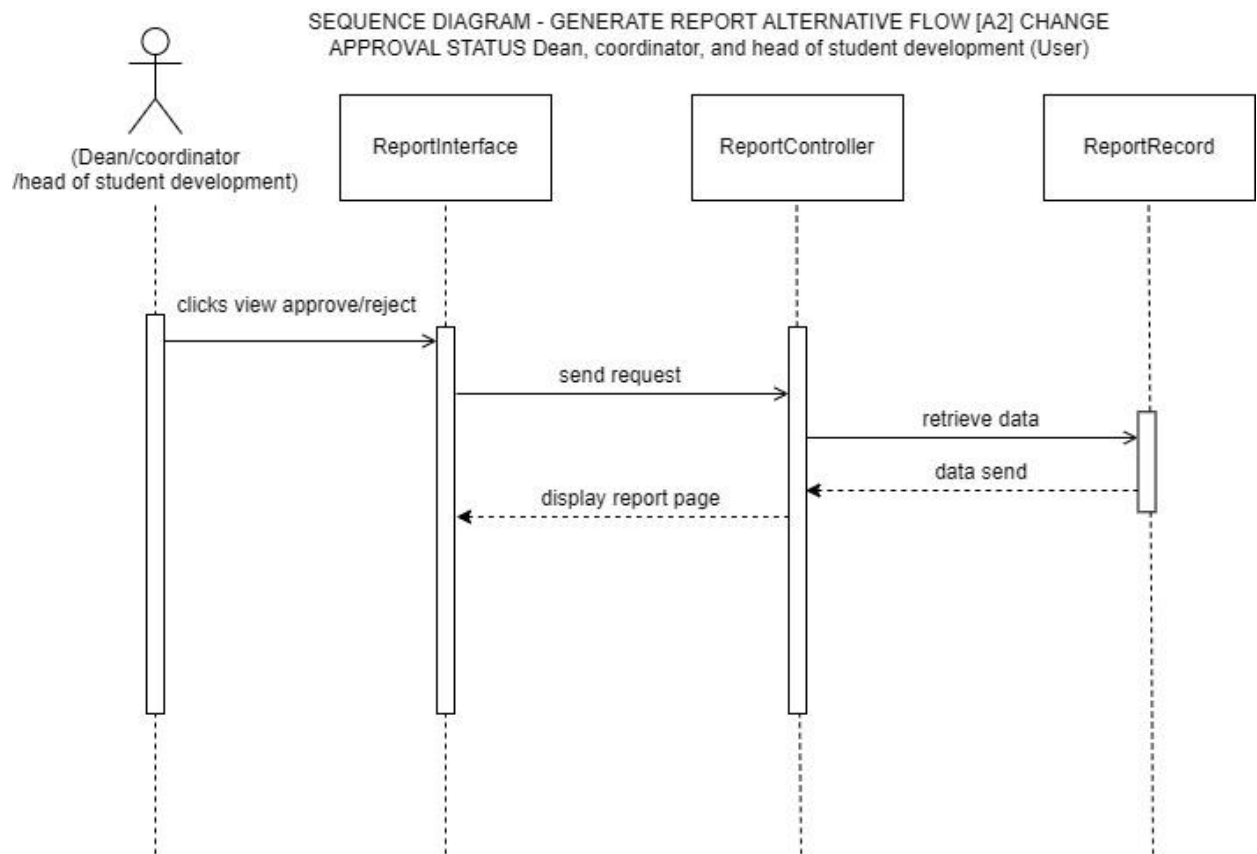 SEQUENCE DIAGRAM - GENERATE REPORT ALTERNATIVE FLOW [A2] CHANGE
APPROVAL STATUS Dean, coordinator, and head of student development (User)
(Dean/coordinator
/head of student development)
ReportInterface
ReportController
ReportRecord
clicks view approve/reject
send request
retrieve data
data send
display report page